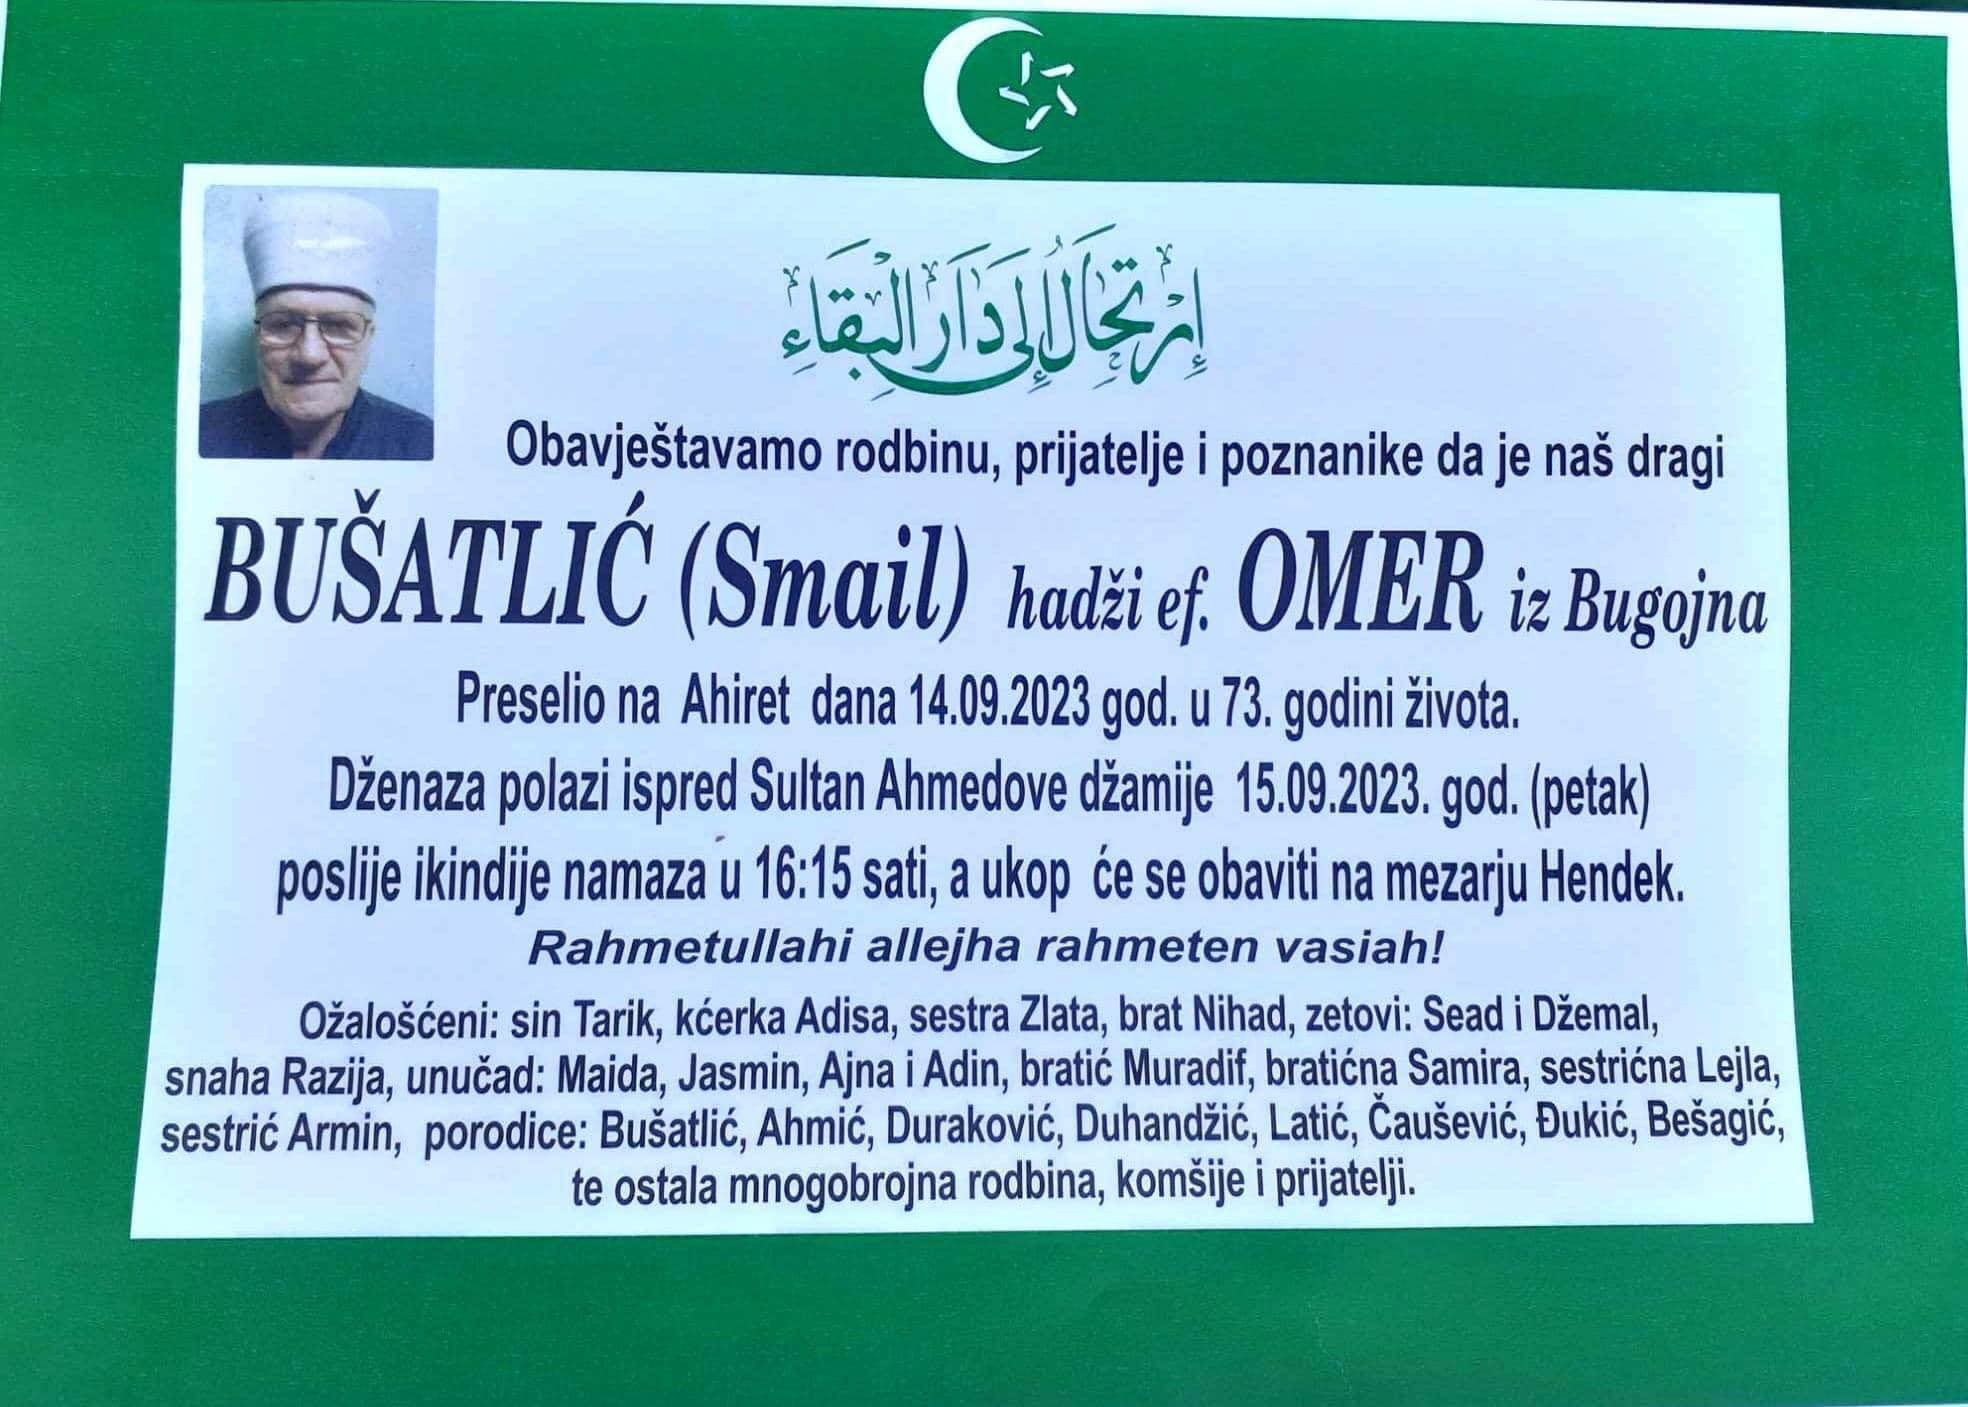 إرتحال إلى دار البقاء
Obavještavamo rodbinu, prijatelje i poznanike da je naš dragi
BUŠATLIĆ (Smail) hadži ef. OMER iz Bugojna
Preselio na Ahiret dana 14.09.2023 god. u 73. godini života.
Dženaza polazi ispred Sultan Ahmedove džamije 15.09.2023. god. (petak)
poslije ikindije namaza u 16:15 sati, a ukop će se obaviti na mezarju Hendek.
Rahmetullahi allejha rahmeten vasiah!
Ožalošćeni: sin Tarik, kćerka Adisa, sestra Zlata, brat Nihad, zetovi: Sead i Džemal,
snaha Razija, unučad: Maida, Jasmin, Ajna i Adin, bratić Muradif, bratićna Samira, sestrićna Lejla,
sestrić Armin, porodice: Bušatlić, Ahmić, Duraković, Duhandžić, Latić, Čaušević, Đukić, Bešagić,
te ostala mnogobrojna rodbina, komšije i prijatelji.